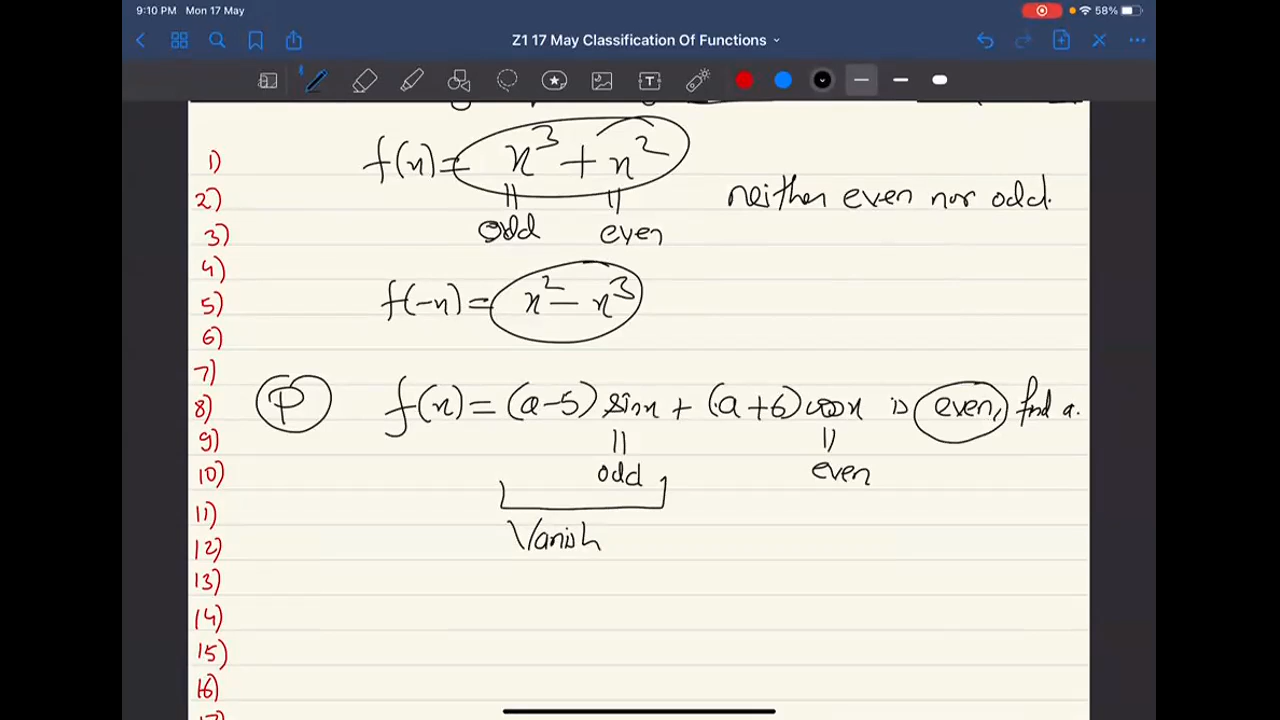 9:10 PM Mon 17 May
58%
Z1 17 May Classification Of Functions
1) f(x) = x³ + x²
2) neither even nor odd.
3) odd even
4)
5) f(-x) = x² - x³
6)
7)
8) P f(x) = (a-5) sinx + (a+6) cosx is even, find a.
9)
10) odd even
11)
12) Vanish
13)
14)
15)
16)